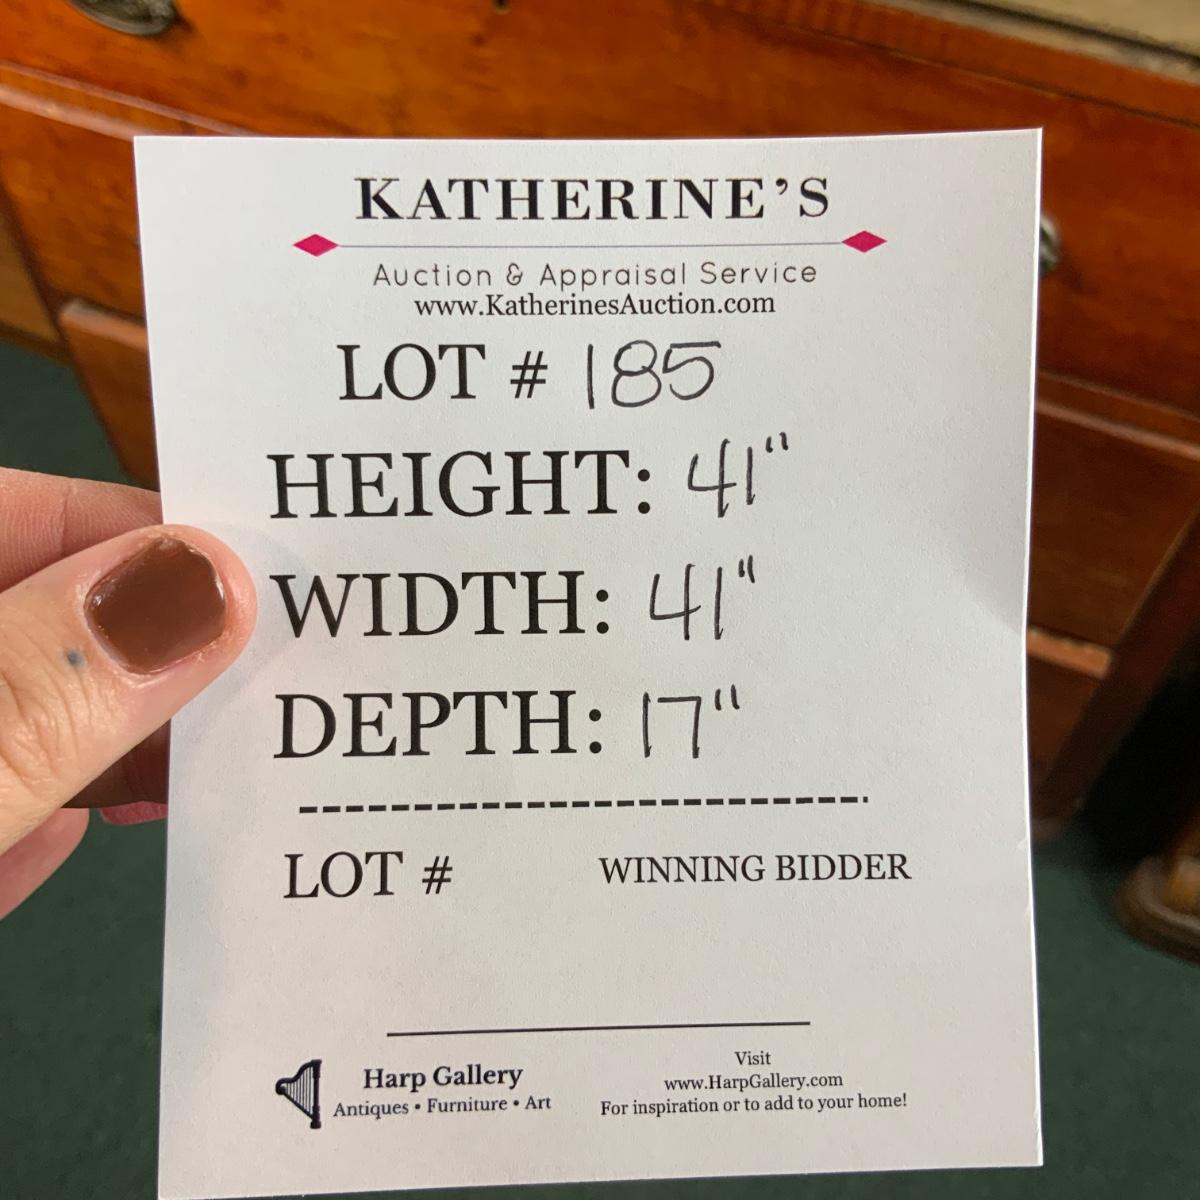 KATHERINE'S
Auction & Appraisal Service
www.KatherinesAuction.com
LOT # 185
HEIGHT: 41"
WIDTH: 41"
DEPTH: 17"
LOT # WINNING BIDDER
Harp Gallery
Antiques • Furniture • Art
Visit
www.HarpGallery.com
For inspiration or to add to your home!